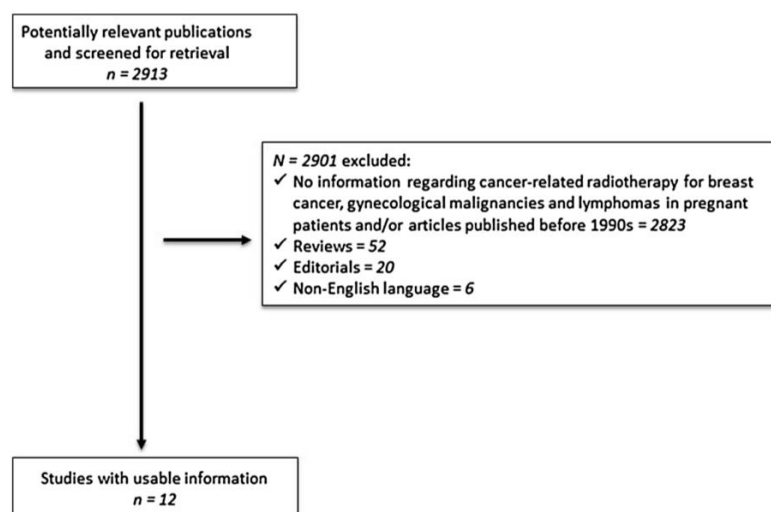 Potentially relevant publications
and screened for retrieval
n = 2913
N = 2901 excluded:
✓ No information regarding cancer-related radiotherapy for breast
cancer, gynecological malignancies and lymphomas in pregnant
patients and/or articles published before 1990s = 2823
✓ Reviews = 52
✓ Editorials = 20
✓ Non-English language = 6
Studies with usable information
n = 12